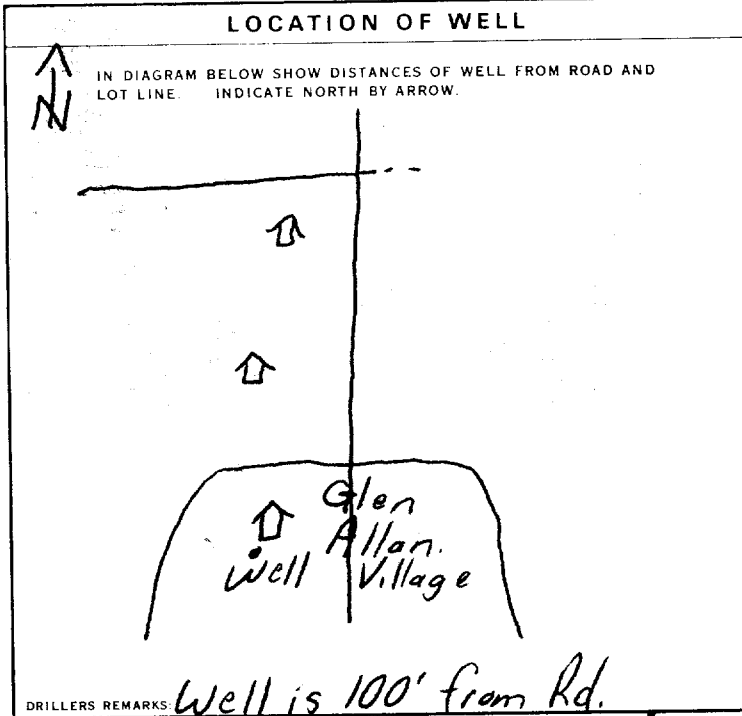 LOCATION OF WELL
N
IN DIAGRAM BELOW SHOW DISTANCES OF WELL FROM ROAD AND
LOT LINE. INDICATE NORTH BY ARROW.
Glen
Allan.
Well Village
DRILLERS REMARKS: Well is 100' from Rd.